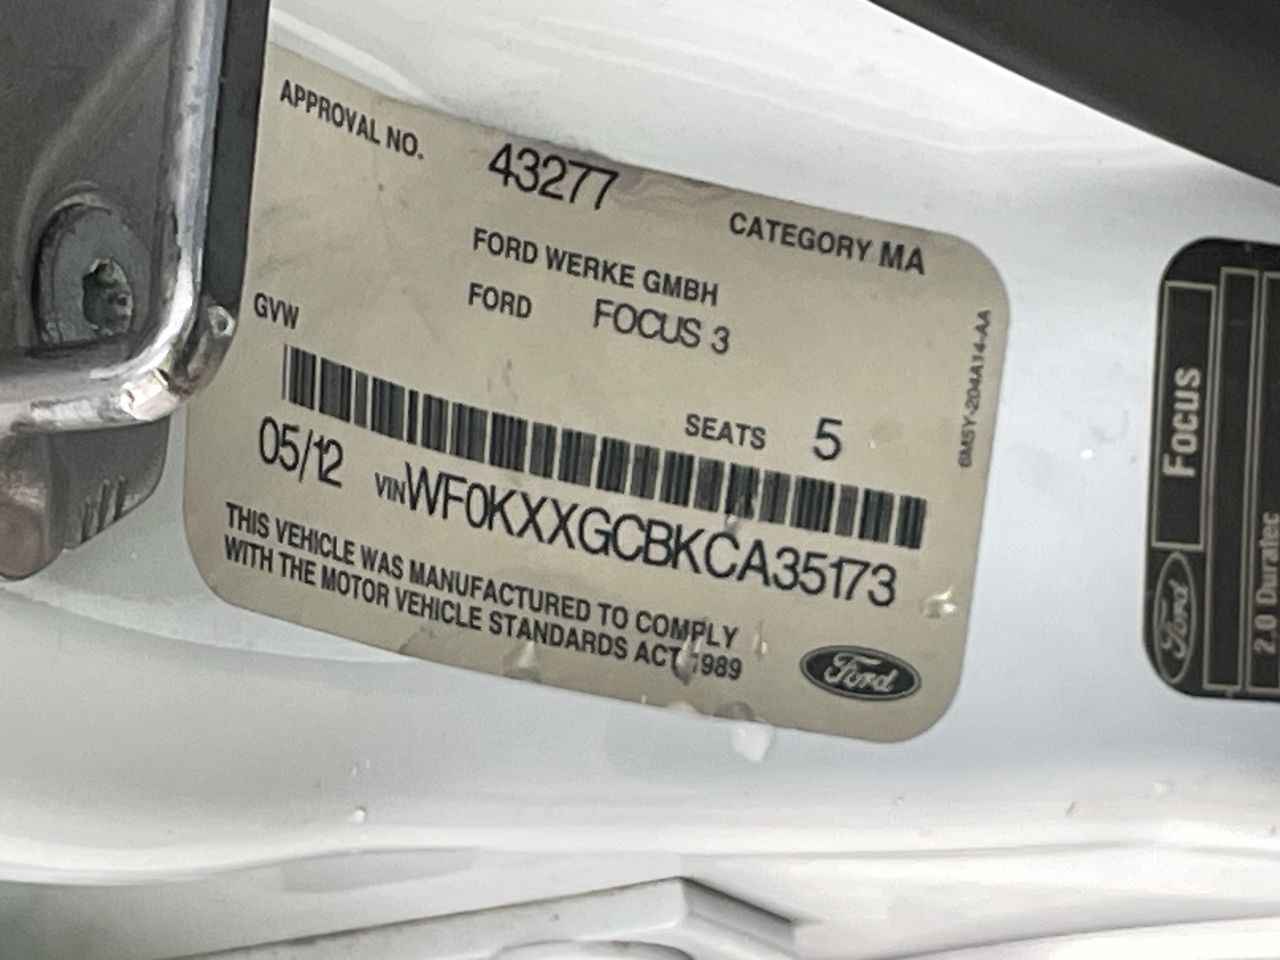 APPROVAL NO. 43277
CATEGORY MA
FORD WERKE GMBH
FORD FOCUS 3
GVW
SEATS 5
05/12 VIN WF0KXXGCBKCA35173
THIS VEHICLE WAS MANUFACTURED TO COMPLY
WITH THE MOTOR VEHICLE STANDARDS ACT 1989
Ford
6M5Y-204A14-AA
FOCUS
Ford
2.0 Duratec